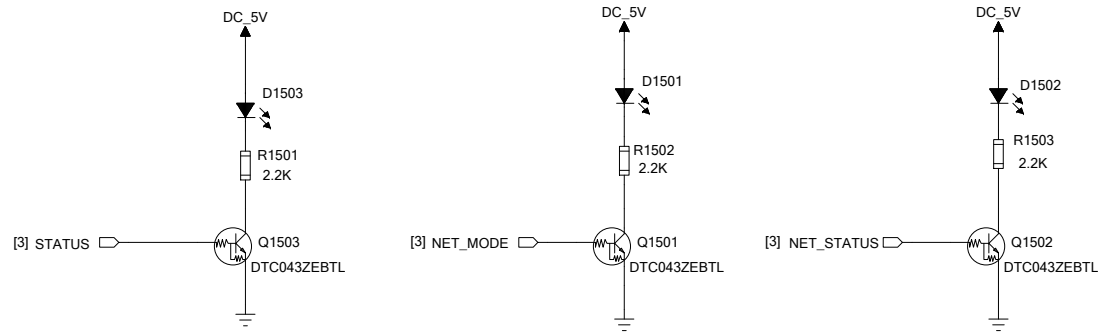 DC_5V
D1503
R1501
2.2K
[3] STATUS
Q1503
DTC043ZEBTL
DC_5V
D1501
R1502
2.2K
[3] NET_MODE
Q1501
DTC043ZEBTL
DC_5V
D1502
R1503
2.2K
[3] NET_STATUS
Q1502
DTC043ZEBTL